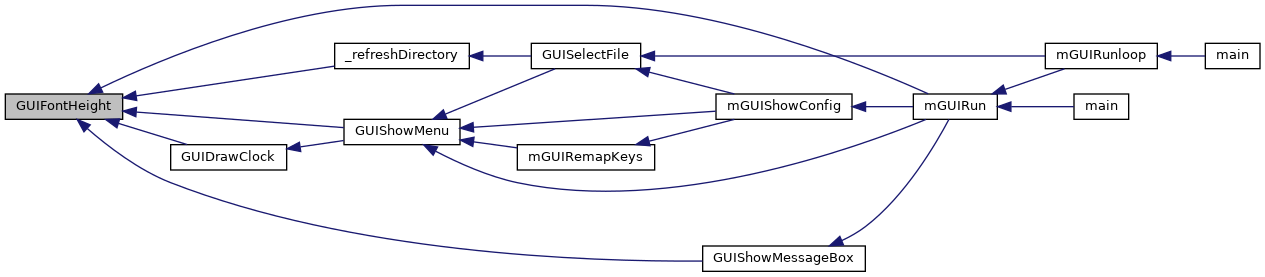 GUIFontHeight
_refreshDirectory
GUIShowMenu
GUIDrawClock
GUISelectFile
mGUIRemapKeys
GUIShowMessageBox
mGUIShowConfig
mGUIRun
mGUIRunloop
main
main